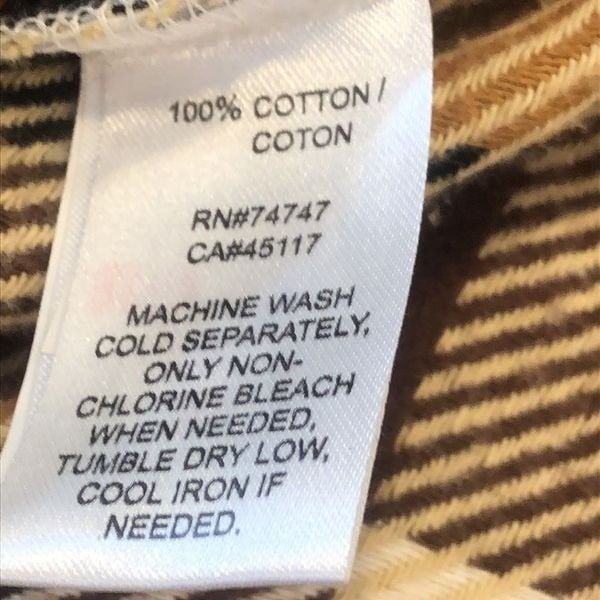 100% COTTON /
COTON
RN#74747
CA#45117
MACHINE WASH
COLD SEPARATELY,
ONLY NON-
CHLORINE BLEACH
WHEN NEEDED,
TUMBLE DRY LOW,
COOL IRON IF
NEEDED.